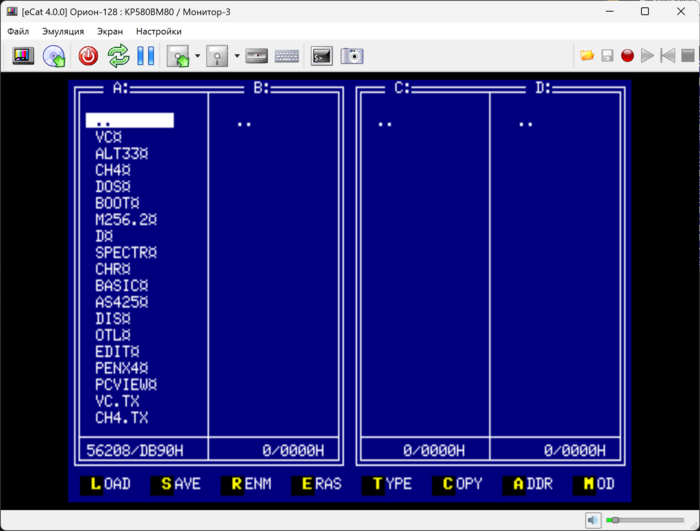 [eCat 4.0.0] Орион-128 : КР580ВМ80 / Монитор-3
Файл Эмуляция Экран Настройки
A: B: C: D:
.. .. .. ..
VC¤
ALT33¤
CH4¤
DOS¤
BOOT¤
M256.2¤
D¤
SPECTR¤
CHR¤
BASIC¤
AS425¤
DIS¤
OTL¤
EDIT¤
PENX4¤
PCVIEW¤
VC.TX
CH4.TX
56208/DB90H 0/0000H 0/0000H 0/0000H
LOAD SAVE RENM ERAS TYPE COPY ADDR MOD